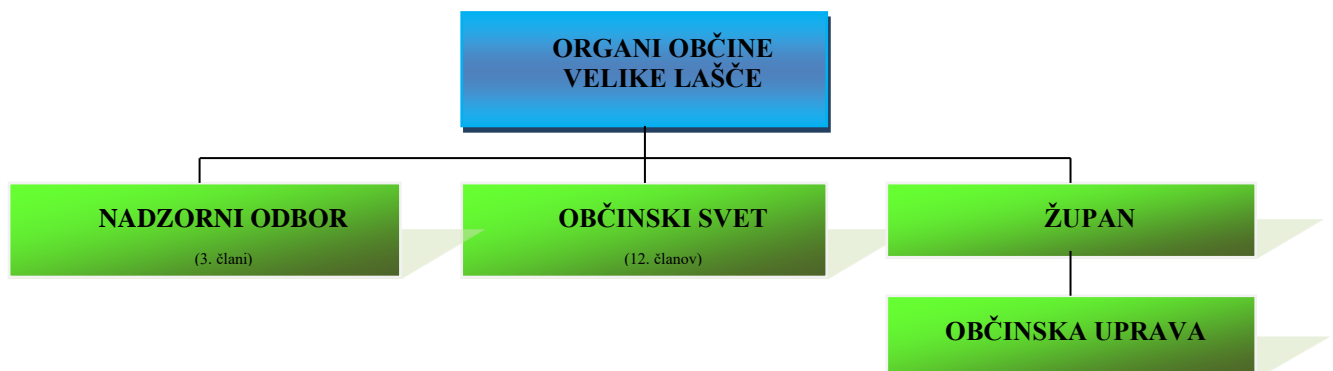 ORGANI OBČINE
VELIKE LAŠČE
NADZORNI ODBOR
(3. člani)
OBČINSKI SVET
(12. članov)
ŽUPAN
OBČINSKA UPRAVA